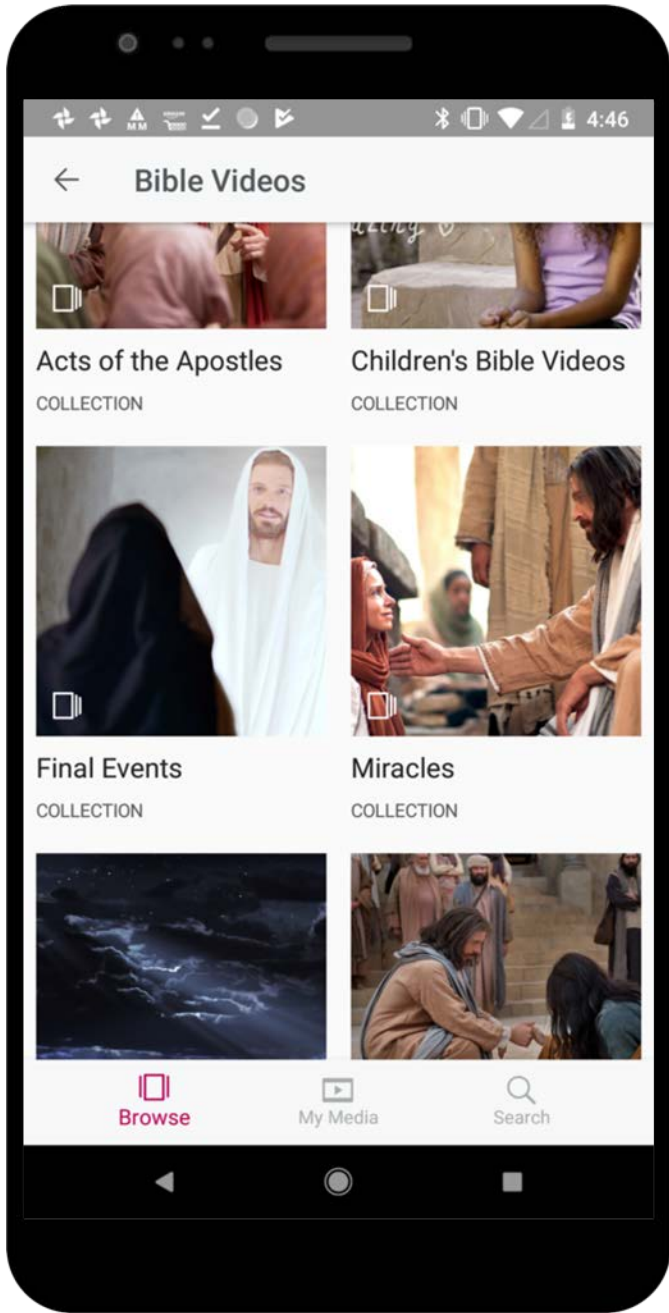 MM
4:46
Bible Videos
Acts of the Apostles
Children's Bible Videos
COLLECTION
COLLECTION
Final Events
Miracles
COLLECTION
COLLECTION
Browse
My Media
Search